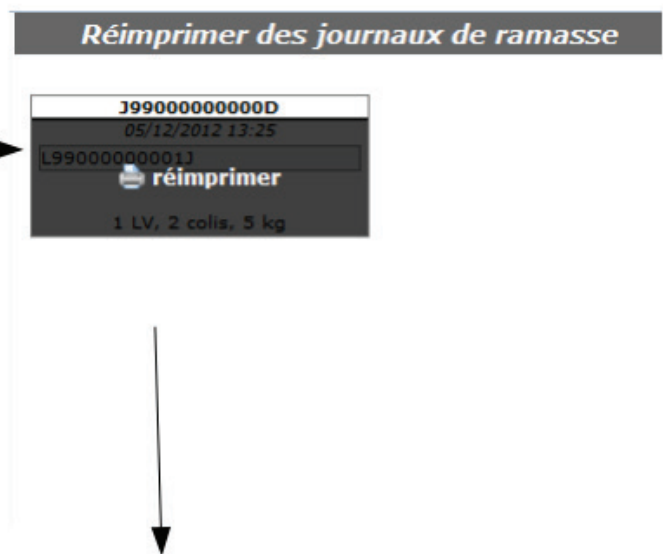 Réimprimer des journaux de ramasse
J99000000000D
05/12/2012 13:25
L99000000001J
réimprimer
1 LV, 2 colis, 5 kg